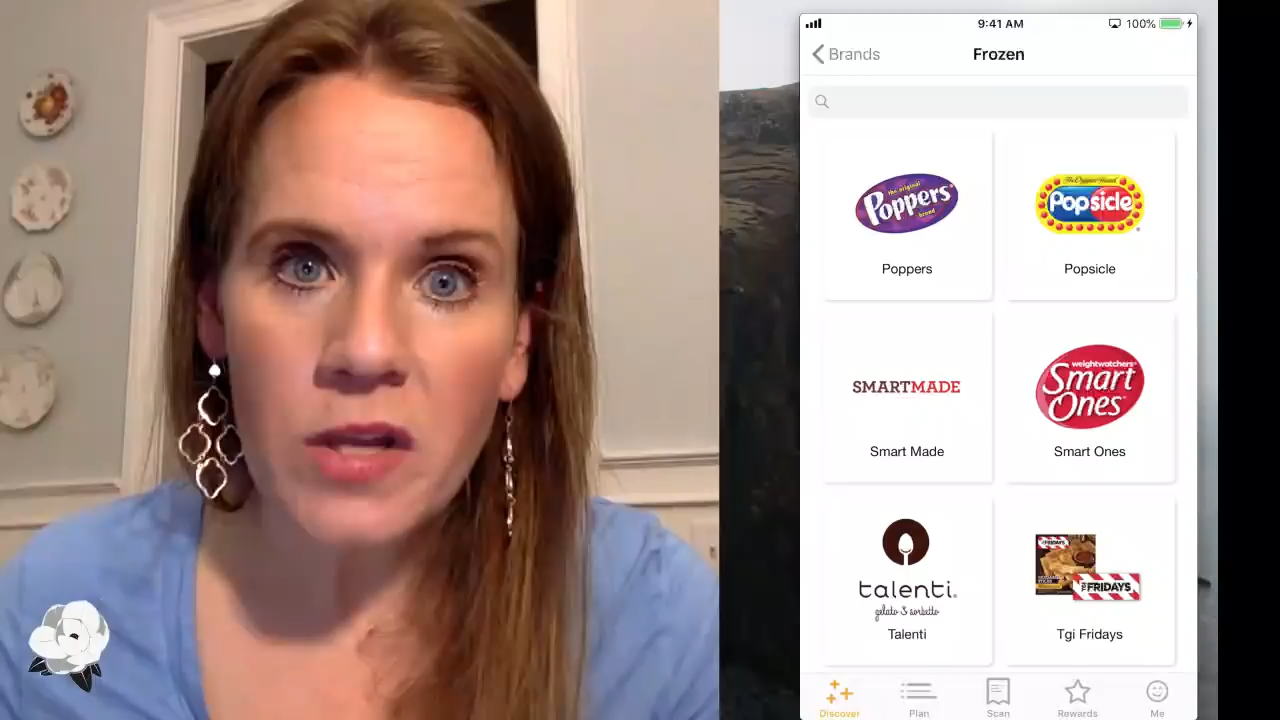 9:41 AM
100%
Brands
Frozen
the original
Poppers
brand
Poppers
The Original Brand
Popsicle
Popsicle
SMARTMADE
Smart Made
weightwatchers
Smart
Ones
Smart Ones
talenti
gelato & sorbetto
Talenti
FRIDAYS
FRIDAYS
Tgi Fridays
Discover
Plan
Scan
Rewards
Me